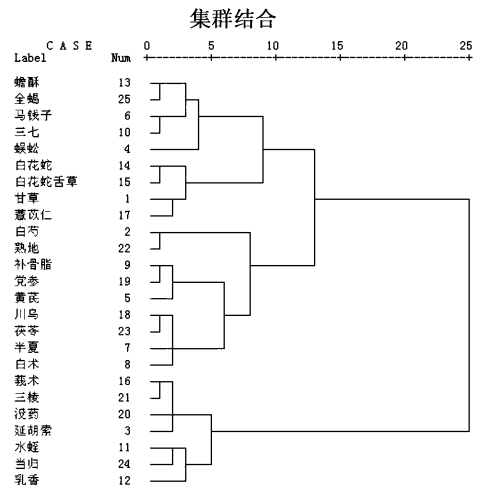 集群结合
C A S E 0 5 10 15 20 25
Label Num
蟾酥 13
全蝎 25
马钱子 6
三七 10
蜈蚣 4
白花蛇 14
白花蛇舌草 15
甘草 1
薏苡仁 17
白芍 2
熟地 22
补骨脂 9
党参 19
黄芪 5
川乌 18
茯苓 23
半夏 7
白术 8
莪术 16
三棱 21
没药 20
延胡索 3
水蛭 11
当归 24
乳香 12